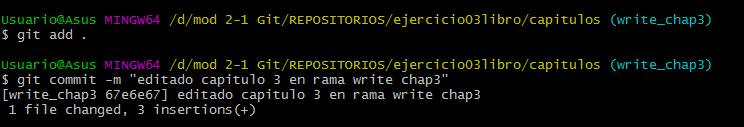 Usuario@Asus MINGW64 /d/mod 2-1 Git/REPOSITORIOS/ejercicio03libro/capitulos (write_chap3)
$ git add .
Usuario@Asus MINGW64 /d/mod 2-1 Git/REPOSITORIOS/ejercicio03libro/capitulos (write_chap3)
$ git commit -m "editado capitulo 3 en rama write chap3"
[write_chap3 67e6e67] editado capitulo 3 en rama write chap3
 1 file changed, 3 insertions(+)